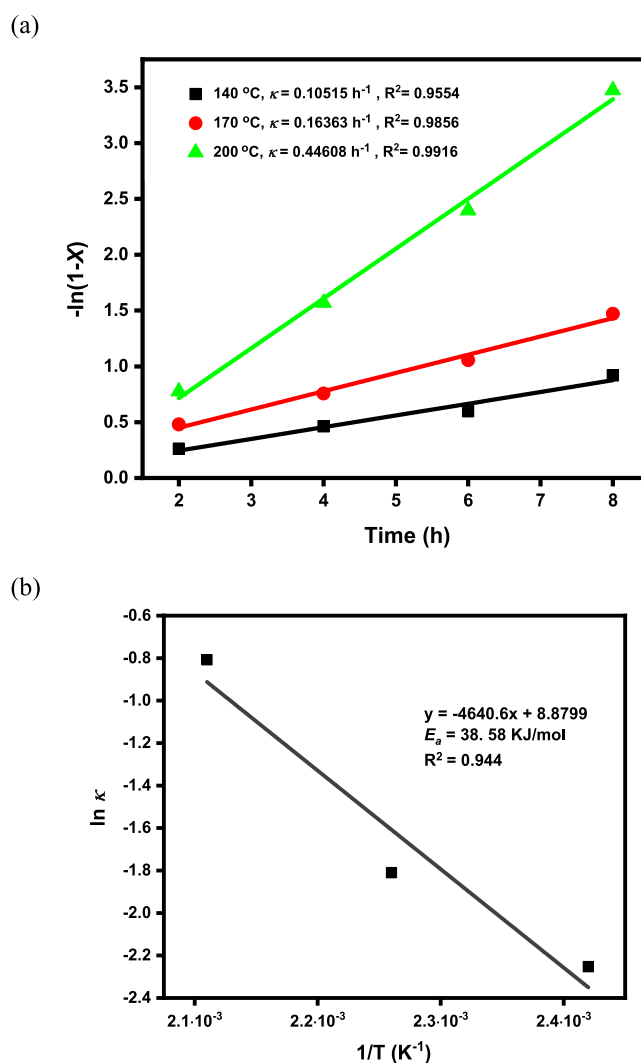 (a)
3.5
3.0
2.5
2.0
1.5
1.0
0.5
0.0
-ln(1-X)
140 °C, κ = 0.10515 h⁻¹ , R²= 0.9554
170 °C, κ = 0.16363 h⁻¹ , R²= 0.9856
200 °C, κ = 0.44608 h⁻¹ , R²= 0.9916
2 3 4 5 6 7 8
Time (h)
(b)
-0.6
-0.8
-1.0
-1.2
-1.4
-1.6
-1.8
-2.0
-2.2
-2.4
ln κ
y = -4640.6x + 8.8799
Eₐ = 38. 58 KJ/mol
R² = 0.944
2.1·10⁻³ 2.2·10⁻³ 2.3·10⁻³ 2.4·10⁻³
1/T (K⁻¹)